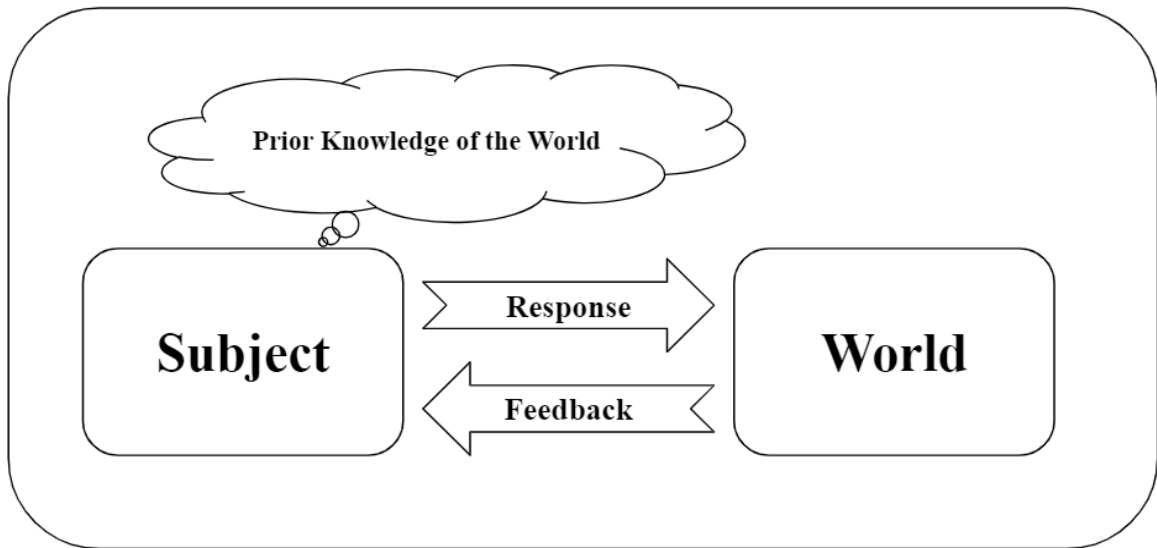 Prior Knowledge of the World
Response
Subject
World
Feedback